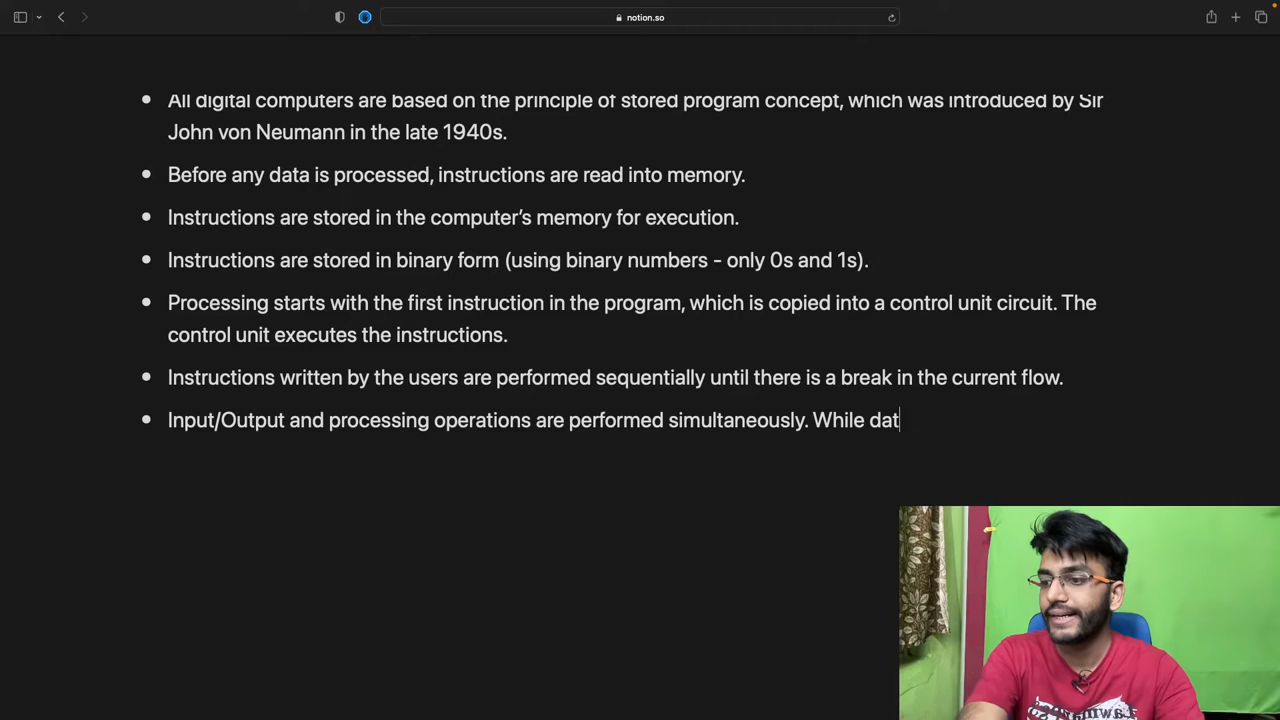 notion.so
All digital computers are based on the principle of stored program concept, which was introduced by Sir
John von Neumann in the late 1940s.
Before any data is processed, instructions are read into memory.
Instructions are stored in the computer’s memory for execution.
Instructions are stored in binary form (using binary numbers - only 0s and 1s).
Processing starts with the first instruction in the program, which is copied into a control unit circuit. The
control unit executes the instructions.
Instructions written by the users are performed sequentially until there is a break in the current flow.
Input/Output and processing operations are performed simultaneously. While dat